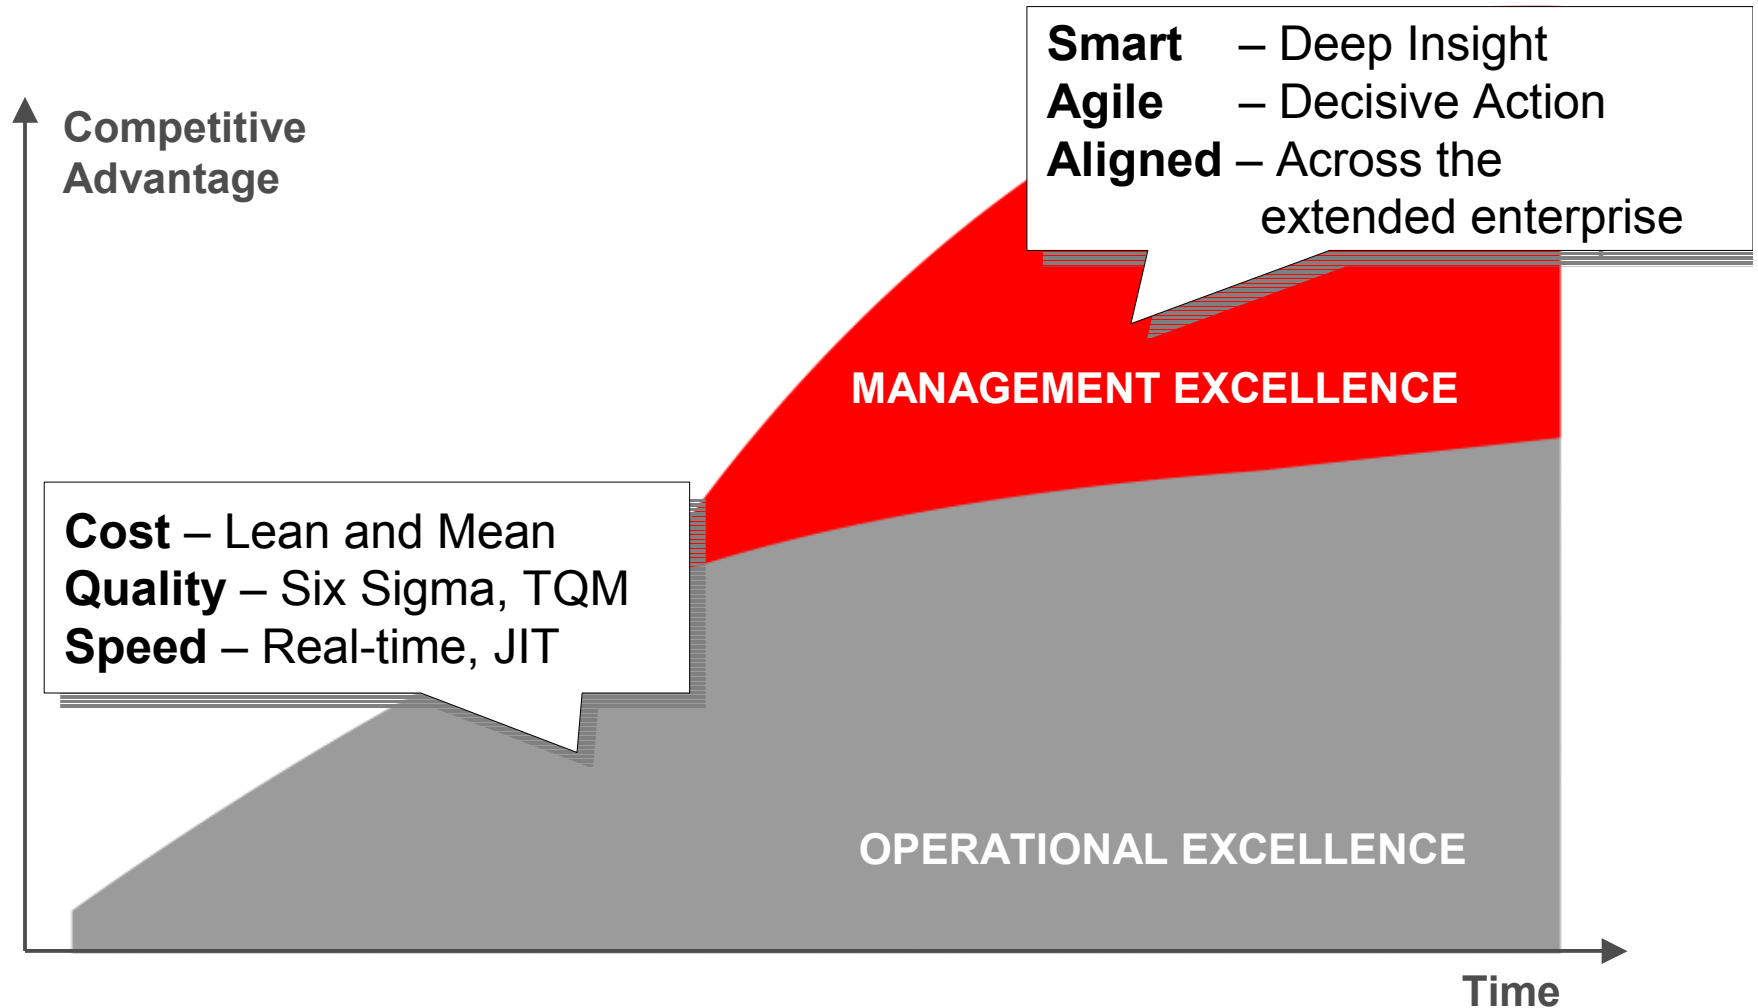 Smart – Deep Insight
Agile – Decisive Action
Aligned – Across the
extended enterprise
Competitive
Advantage
MANAGEMENT EXCELLENCE
Cost – Lean and Mean
Quality – Six Sigma, TQM
Speed – Real-time, JIT
OPERATIONAL EXCELLENCE
Time